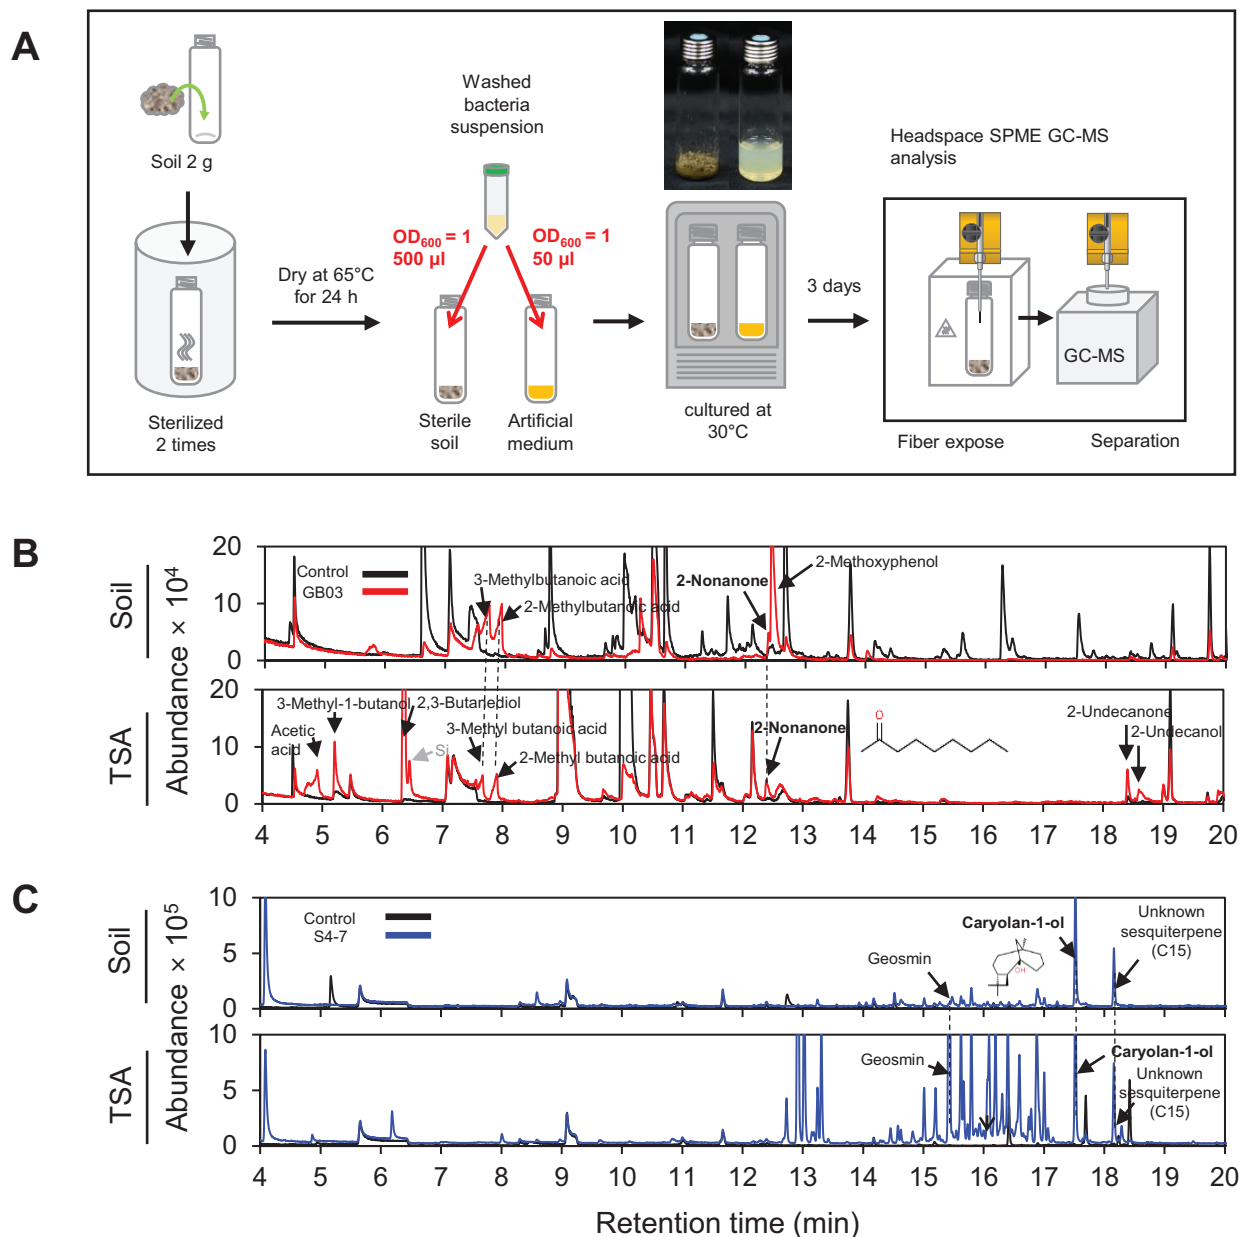 A
Soil 2 g
Sterilized
2 times
Dry at 65°C
for 24 h
Washed
bacteria
suspension
OD600 = 1
500 µl
OD600 = 1
50 µl
Sterile
soil
Artificial
medium
cultured at
30°C
3 days
Headspace SPME GC-MS
analysis
GC-MS
Fiber expose
Separation
B
Soil
TSA
Abundance × 10⁴
20
10
0
Control
GB03
3-Methylbutanoic acid
2-Methylbutanoic acid
2-Nonanone
2-Methoxyphenol
20
10
0
Acetic
acid
3-Methyl-1-butanol
2,3-Butanediol
Si
3-Methyl butanoic acid
2-Methyl butanoic acid
2-Nonanone
O
2-Undecanone
2-Undecanol
4 5 6 7 8 9 10 11 12 13 14 15 16 17 18 19 20
C
Soil
TSA
Abundance × 10⁵
10
5
0
Control
S4-7
Geosmin
Caryolan-1-ol
OH
Unknown
sesquiterpene
(C15)
10
5
0
Geosmin
Caryolan-1-ol
Unknown
sesquiterpene
(C15)
4 5 6 7 8 9 10 11 12 13 14 15 16 17 18 19 20
Retention time (min)